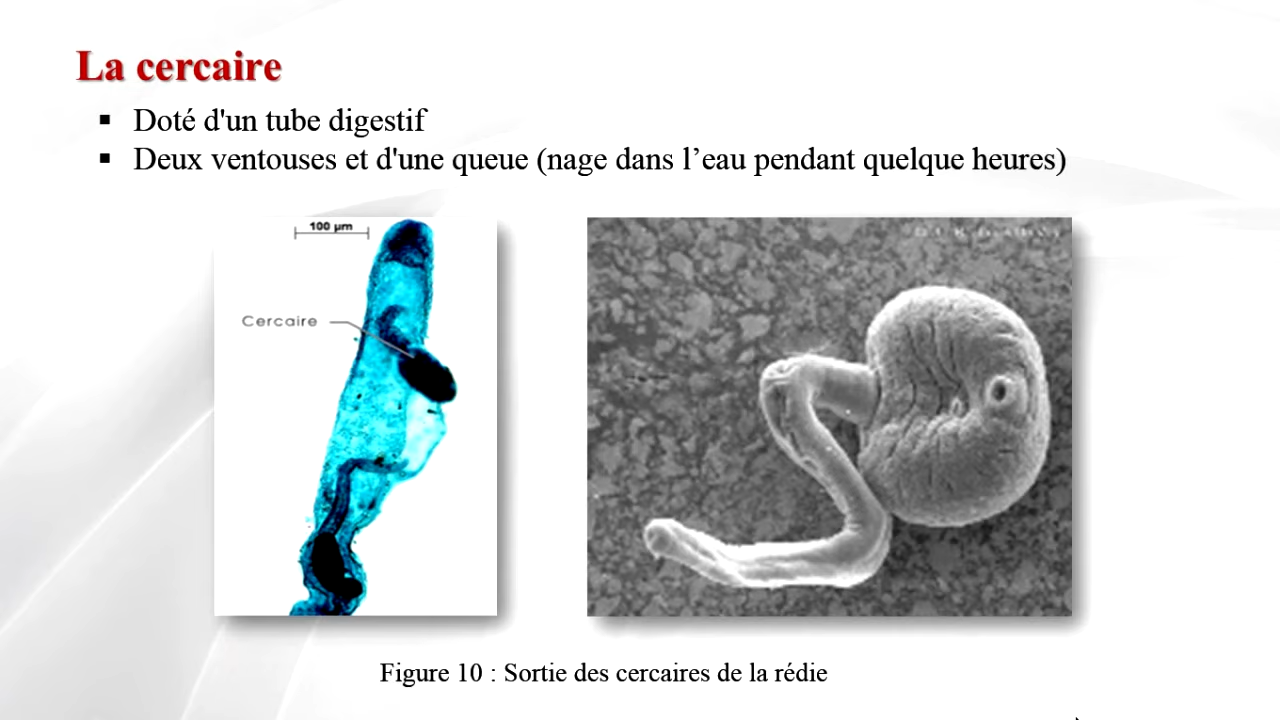 La cercaire
▪ Doté d'un tube digestif
▪ Deux ventouses et d'une queue (nage dans l’eau pendant quelque heures)
100 µm
Cercaire
Figure 10 : Sortie des cercaires de la rédie